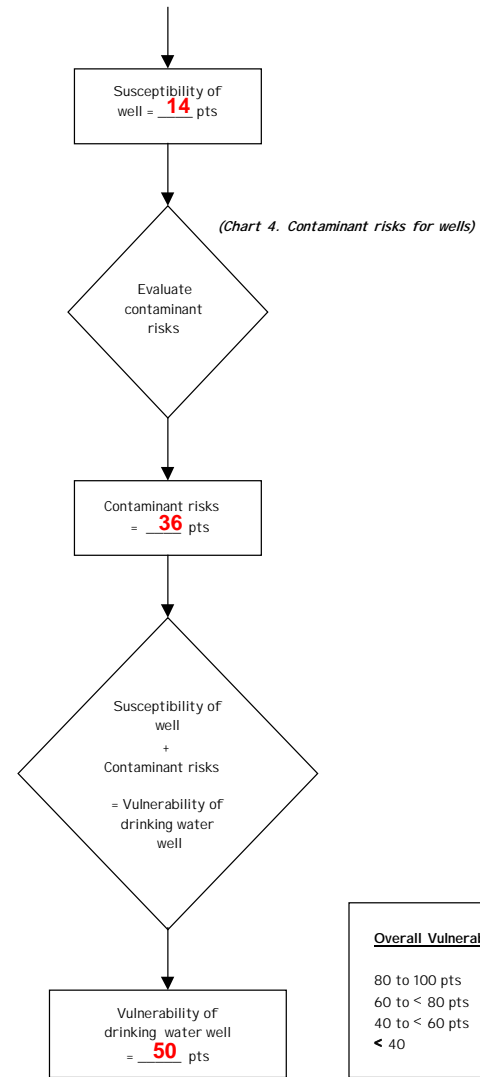 Susceptibility of
well = 14 pts
(Chart 4. Contaminant risks for wells)
Evaluate
contaminant
risks
Contaminant risks
= 36 pts
Susceptibility of
well
+
Contaminant risks
= Vulnerability of
drinking water
well
Vulnerability of
drinking water well
= 50 pts
Overall
80 to 100 pts
60 to < 80 pts
40 to < 60 pts
< 40